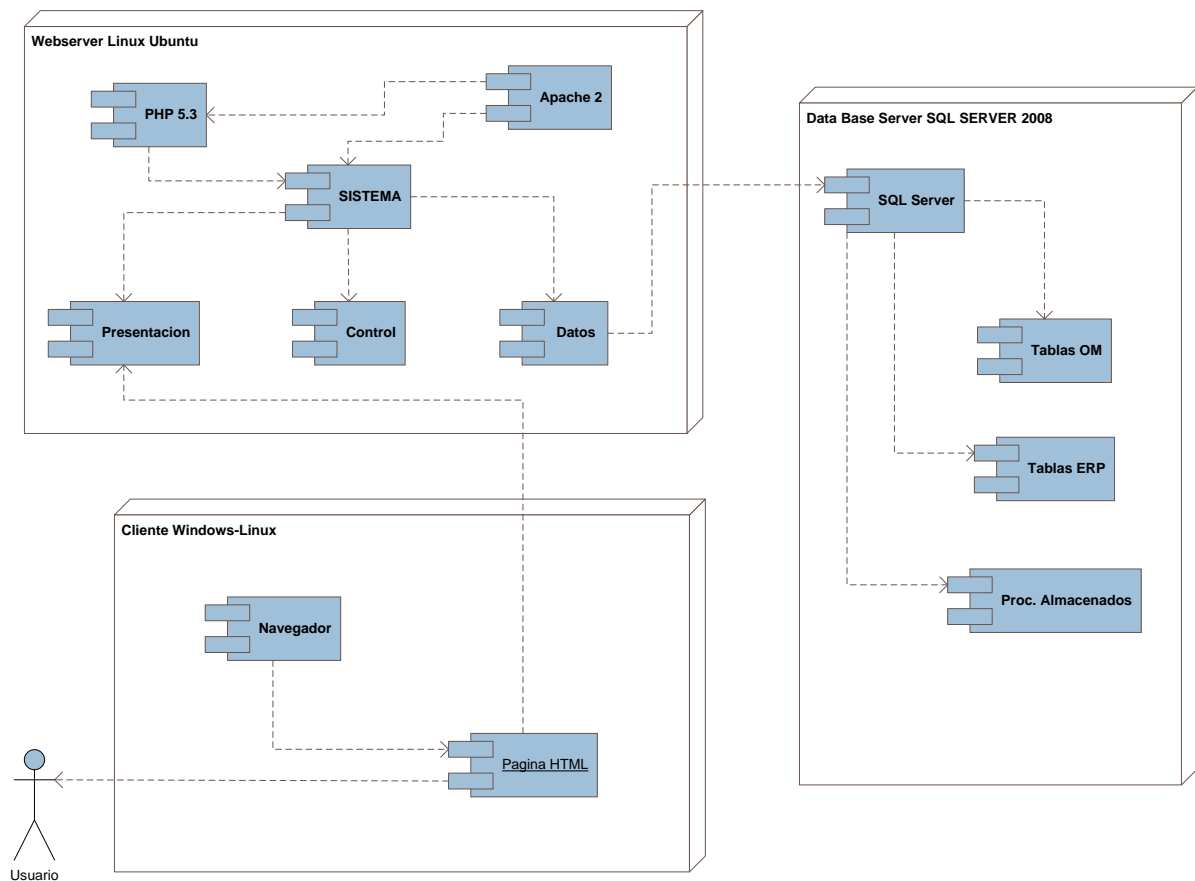 Webserver Linux Ubuntu
PHP 5.3
Apache 2
SISTEMA
Presentacion
Control
Datos
Data Base Server SQL SERVER 2008
SQL Server
Tablas OM
Tablas ERP
Proc. Almacenados
Cliente Windows-Linux
Navegador
Pagina HTML
Usuario